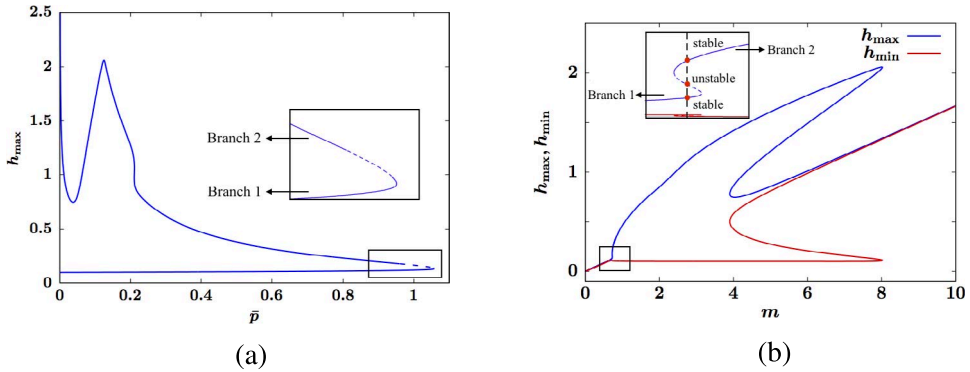 2.5
2
1.5
1
0.5
0
0
0.2
0.4
0.6
0.8
1
h_max
p̄
Branch 2
Branch 1
(a)
2
1
0
0
2
4
6
8
10
h_max, h_min
m
h_max
h_min
stable
Branch 2
unstable
Branch 1
stable
(b)